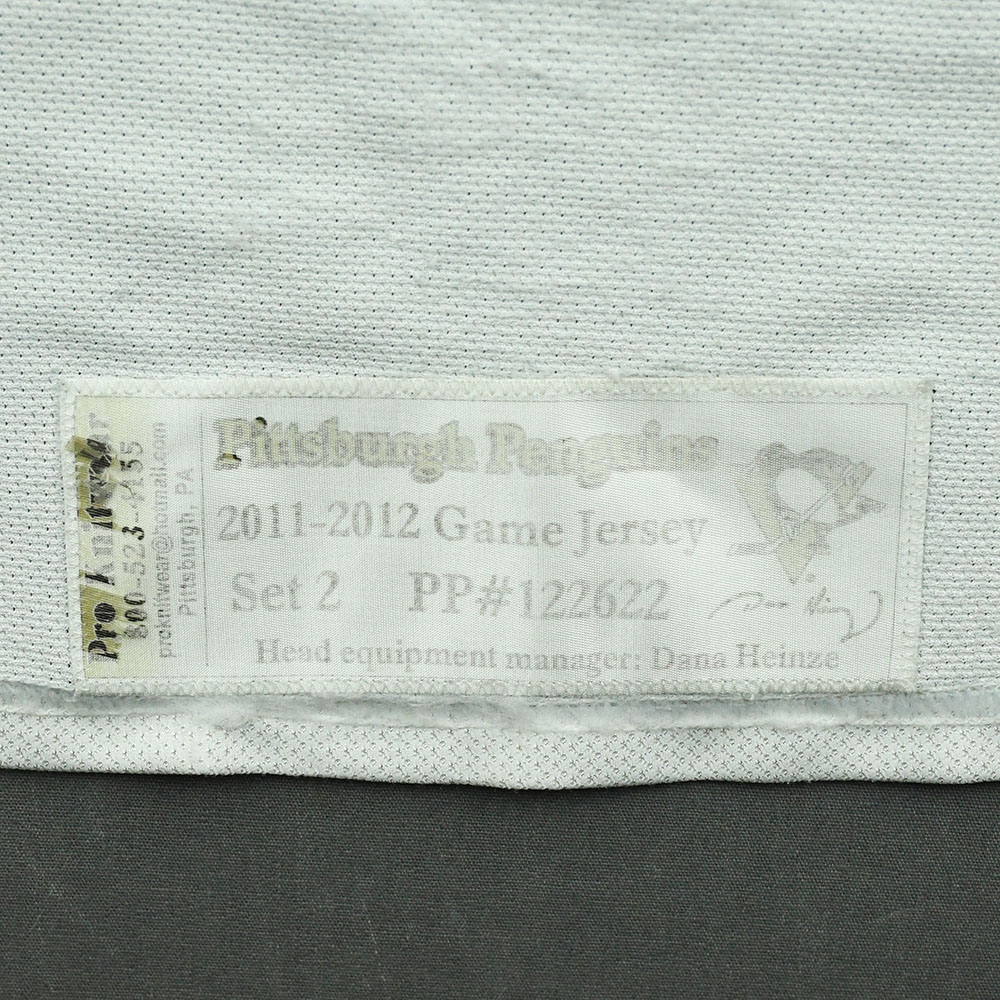 Pro Knitwear
800-523-
proknitwear@hotmail.com
Pittsburgh, PA
Pittsburgh Penguins
2011-2012 Game Jersey
Set 2 PP#122622
Head equipment manager: Dana Heinze